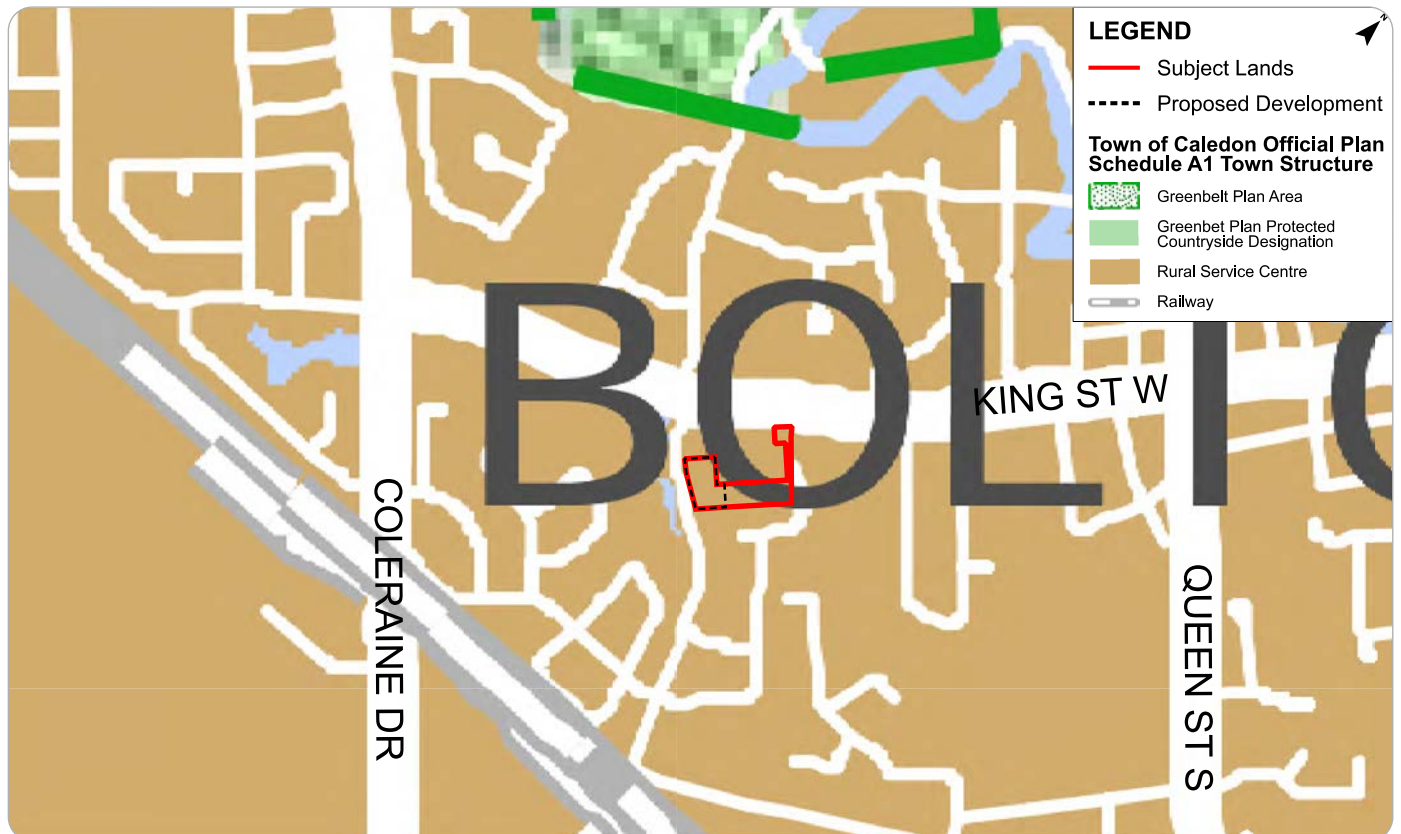 LEGEND
N
Subject Lands
Proposed Development
Town of Caledon Official Plan
Schedule A1 Town Structure
Greenbelt Plan Area
Greenbet Plan Protected
Countryside Designation
Rural Service Centre
Railway
BOLTO
KING ST W
COLERAINE DR
QUEEN ST S